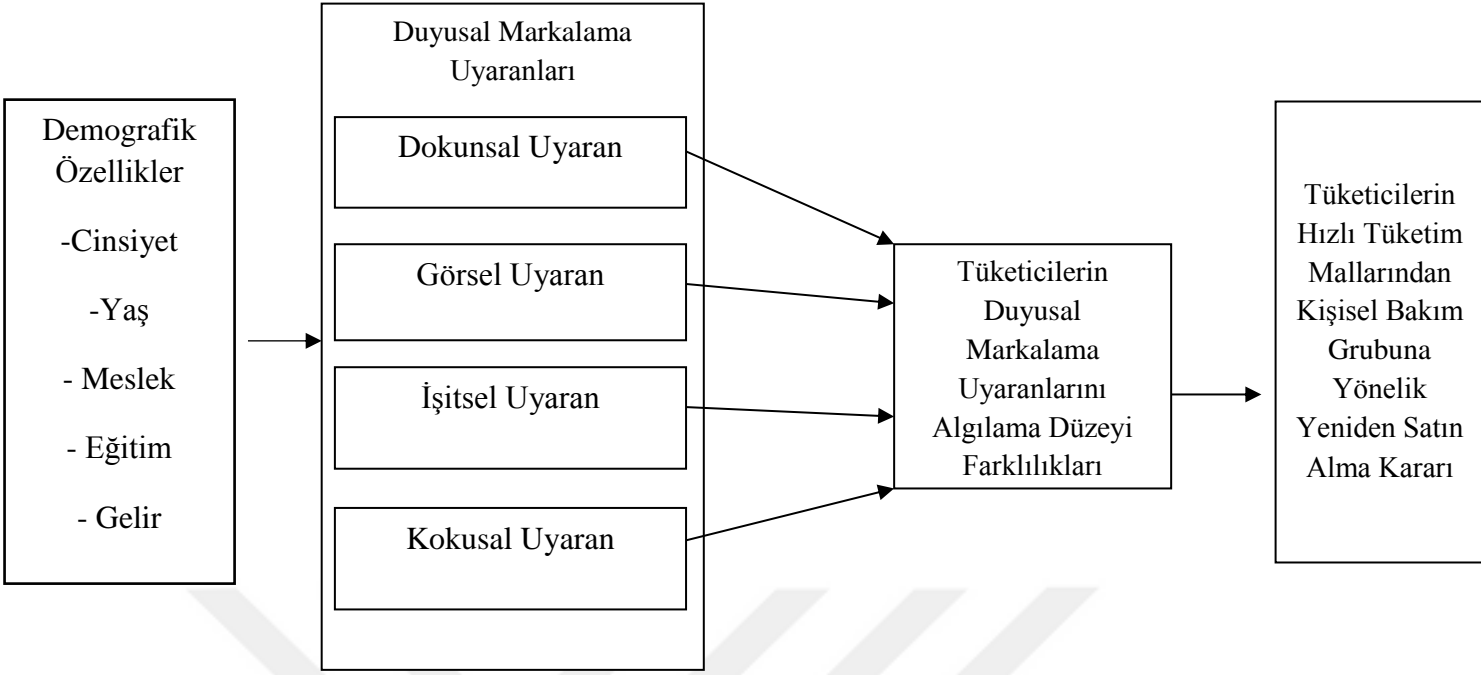 Demografik
Özellikler
-Cinsiyet
-Yaş
- Meslek
- Eğitim
- Gelir
Duyusal Markalama
Uyaranları
Dokunsal Uyaran
Görsel Uyaran
İşitsel Uyaran
Kokusal Uyaran
Tüketicilerin
Duyusal
Markalama
Uyaranlarını
Algılama Düzeyi
Farklılıkları
Tüketicilerin
Hızlı Tüketim
Mallarından
Kişisel Bakım
Grubuna
Yönelik
Yeniden Satın
Alma Kararı